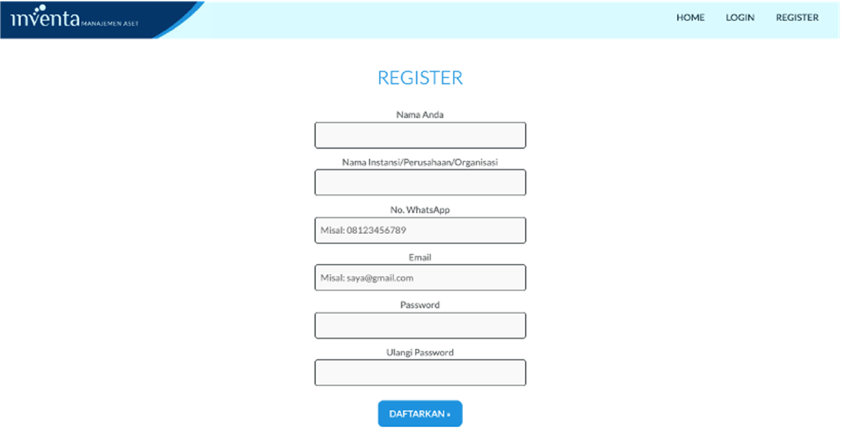 inventa MANAJEMEN ASET
HOME LOGIN REGISTER
REGISTER
Nama Anda
Nama Instansi/Perusahaan/Organisasi
No. WhatsApp
Misal: 08123456789
Email
Misal: saya@gmail.com
Password
Ulangi Password
DAFTARKAN »